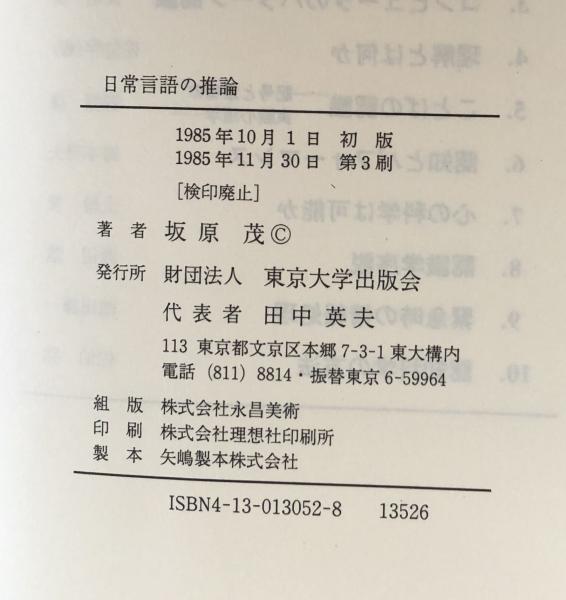 日常言語の推論
1985年10月1日 初版
1985年11月30日 第3刷
[検印廃止]
著者 坂原 茂©
発行所 財団法人 東京大学出版会
代表者 田中英夫
113 東京都文京区本郷7-3-1東大構内
電話 (811) 8814・振替東京6-59964
組版 株式会社永昌美術
印刷 株式会社理想社印刷所
製本 矢嶋製本株式会社
ISBN4-13-013052-8 13526